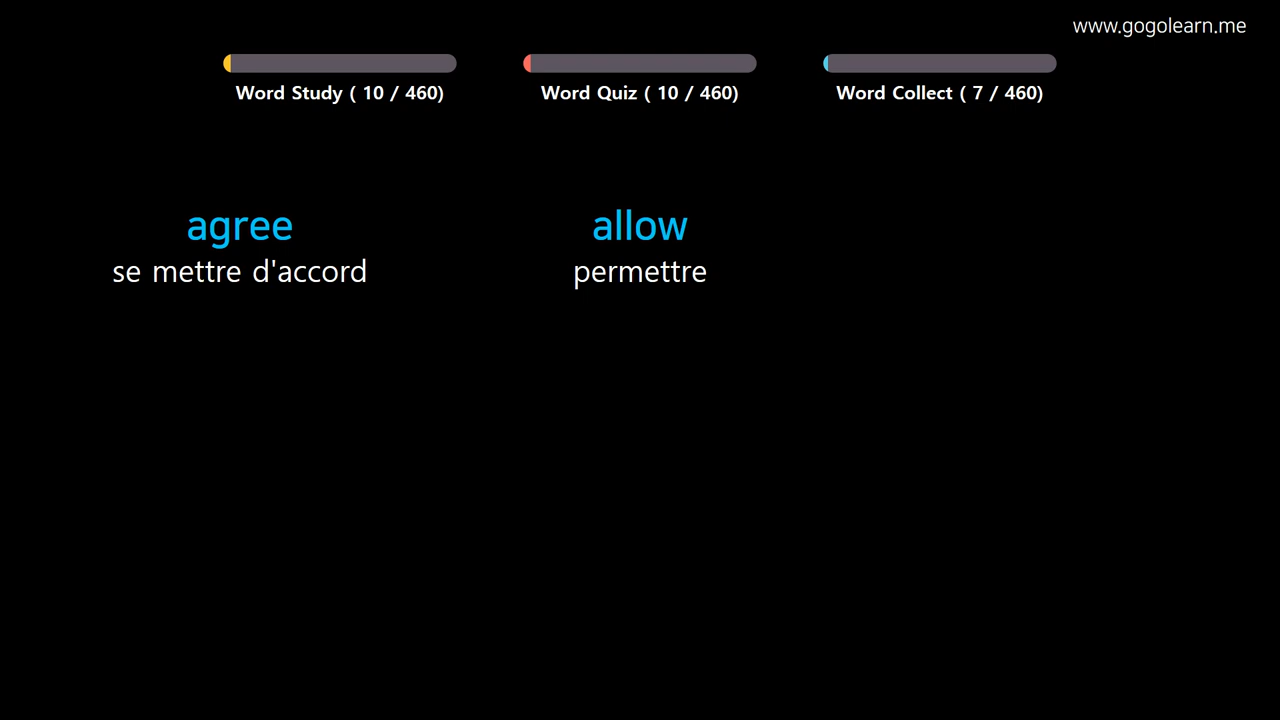 www.gogolearn.me
Word Study ( 10 / 460)
Word Quiz ( 10 / 460)
Word Collect ( 7 / 460)
agree
se mettre d'accord
allow
permettre